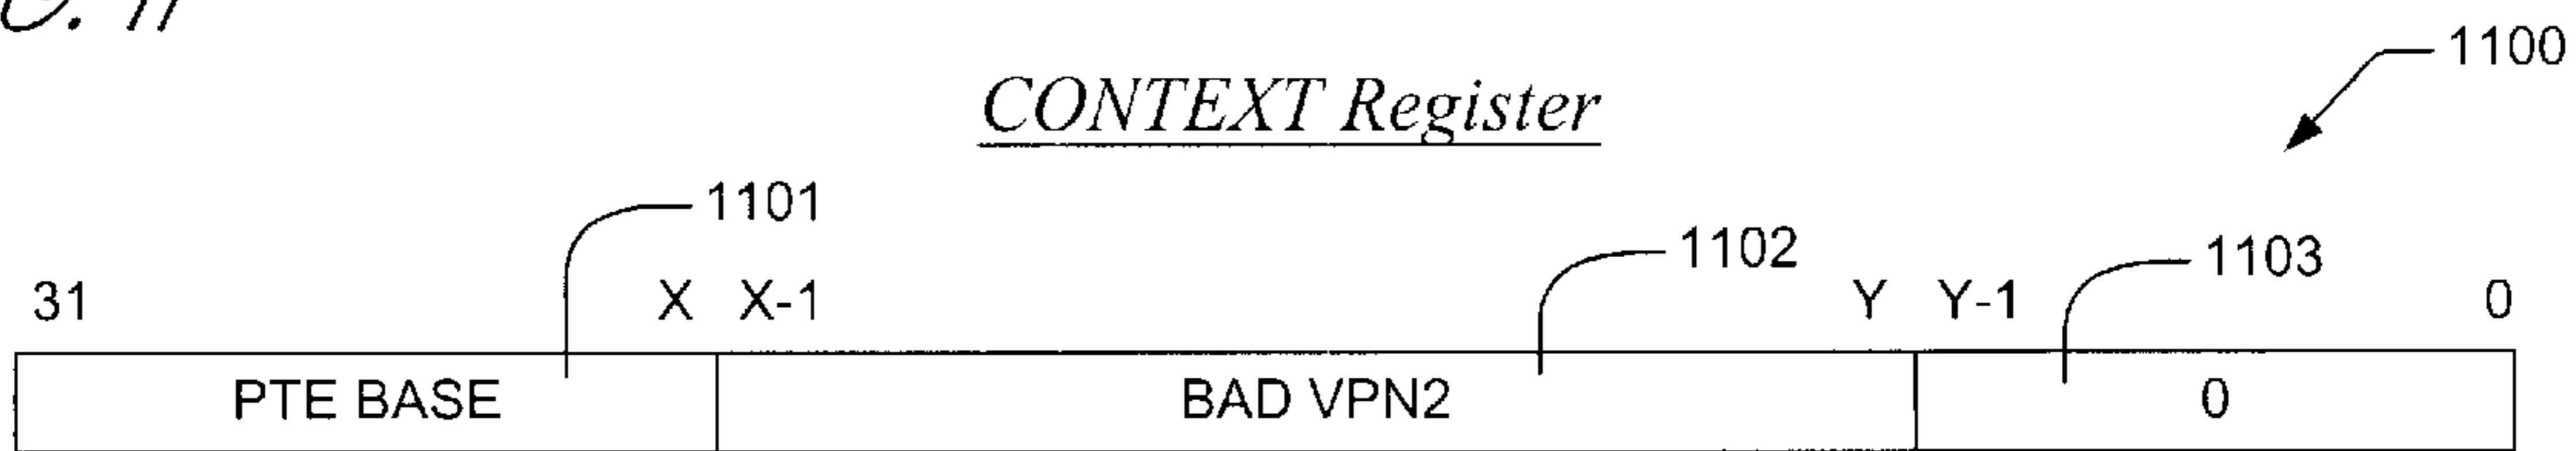 1100
CONTEXT Register
1101
1102
1103
31 X X-1 Y Y-1 0
PTE BASE BAD VPN2 0